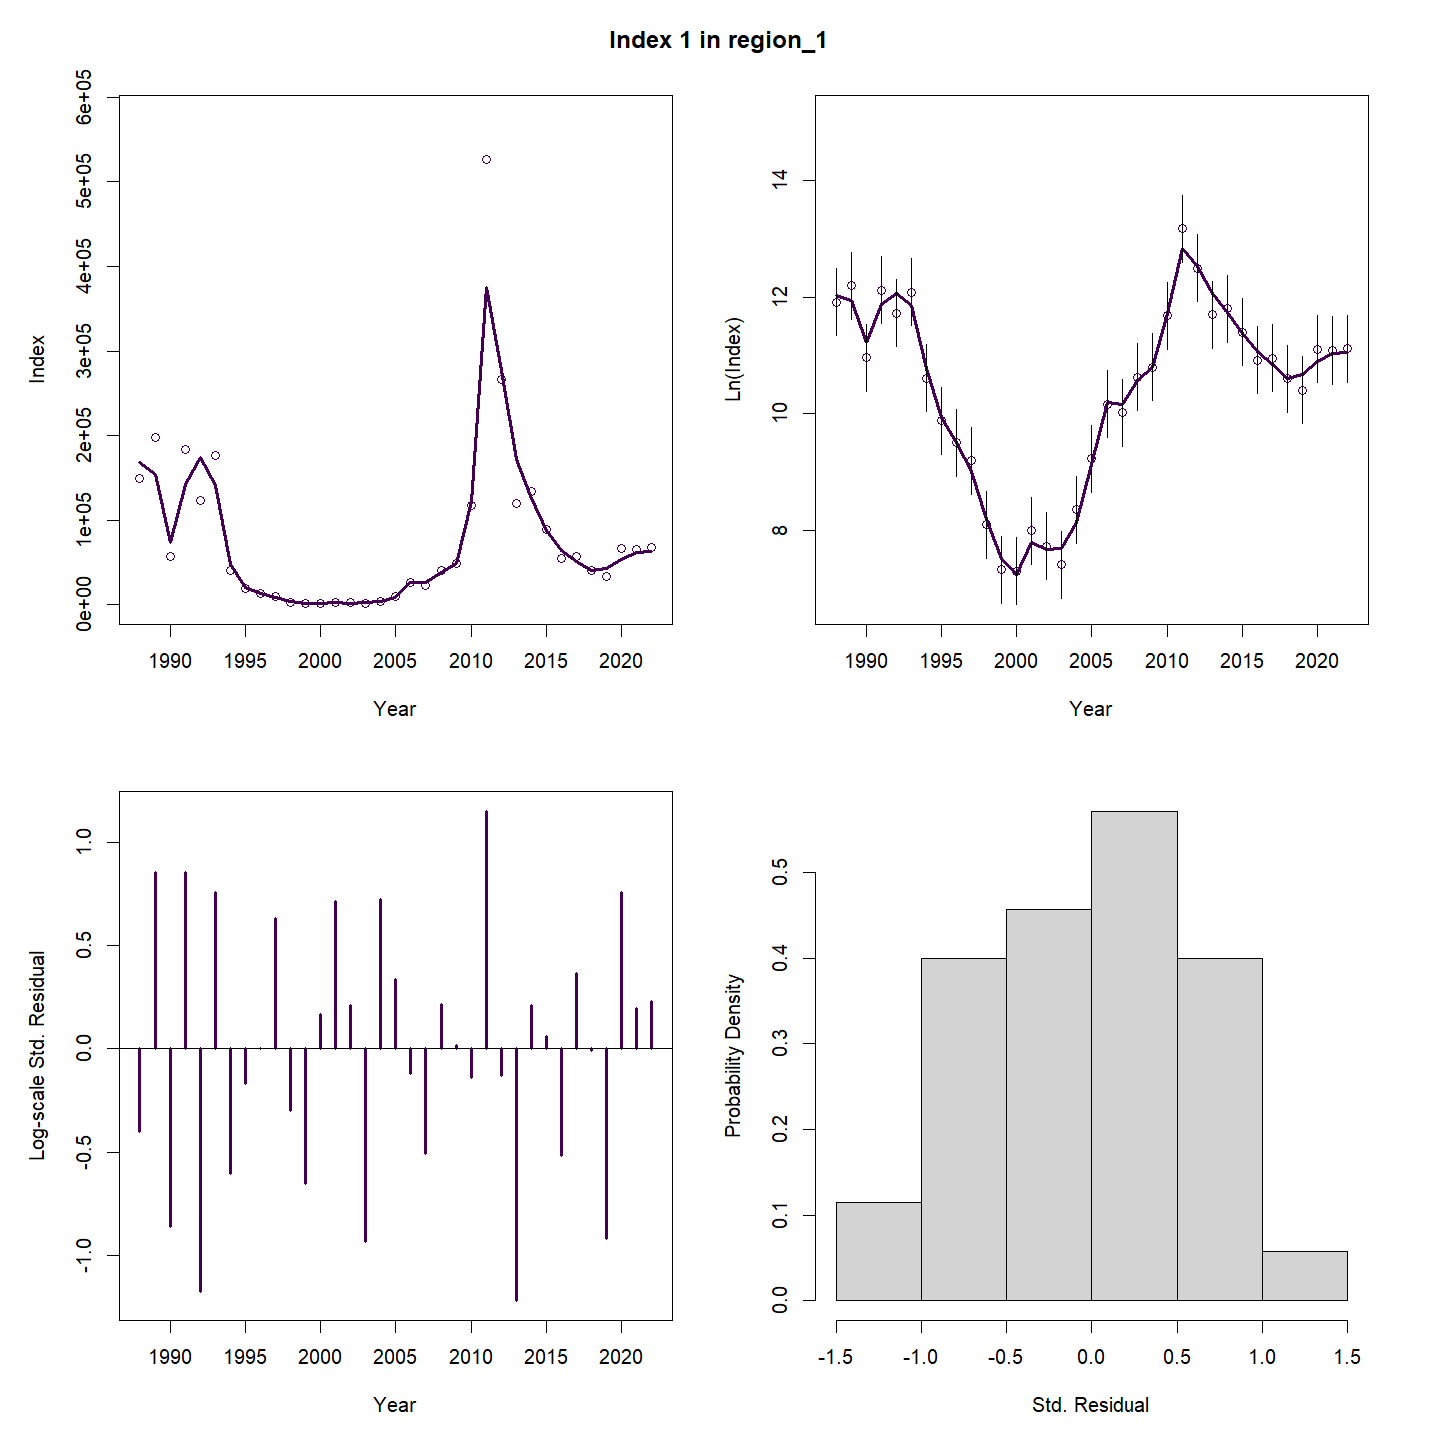 Index 1 in region_1
6e+05
5e+05
4e+05
3e+05
2e+05
1e+05
0e+00
Index
1990 1995 2000 2005 2010 2015 2020
Year
14
12
10
8
Ln(Index)
1990 1995 2000 2005 2010 2015 2020
Year
1.0
0.5
0.0
-0.5
-1.0
Log-scale Std. Residual
1990 1995 2000 2005 2010 2015 2020
Year
0.5
0.4
0.3
0.2
0.1
0.0
Probability Density
-1.5 -1.0 -0.5 0.0 0.5 1.0 1.5
Std. Residual